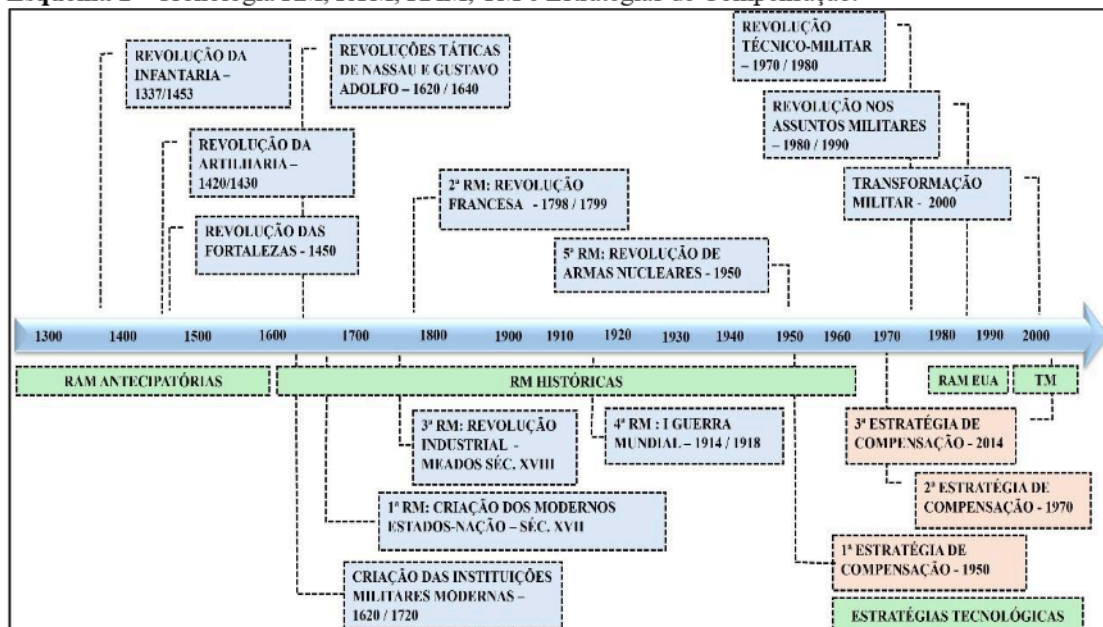 REVOLUÇÃO DA
INFANTARIA –
1337/1453
REVOLUÇÕES TÁTICAS
DE NASSAU E GUSTAVO
ADOLFO – 1620 / 1640
REVOLUÇÃO
TÉCNICO-MILITAR
– 1970 / 1980
REVOLUÇÃO DA
ARTILHARIA –
1420/1430
REVOLUÇÃO NOS
ASSUNTOS MILITARES
– 1980 / 1990
REVOLUÇÃO DAS
FORTALEZAS - 1450
2ª RM: REVOLUÇÃO
FRANCESA - 1798 / 1799
TRANSFORMAÇÃO
MILITAR - 2000
5ª RM: REVOLUÇÃO DE
ARMAS NUCLEARES - 1950
1300 1400 1500 1600 1700 1800 1900 1910 1920 1930 1940 1950 1960 1970 1980 1990 2000
RAM ANTECIPATÓRIAS RM HISTÓRICAS RAM EUA TM
3ª RM: REVOLUÇÃO
INDUSTRIAL -
MEADOS SÉC. XVIII
4ª RM : I GUERRA
MUNDIAL – 1914 / 1918
3ª ESTRATÉGIA DE
COMPENSAÇÃO - 2014
2ª ESTRATÉGIA DE
COMPENSAÇÃO - 1970
1ª RM: CRIAÇÃO DOS MODERNOS
ESTADOS-NAÇÃO – SÉC. XVII
1ª ESTRATÉGIA DE
COMPENSAÇÃO - 1950
CRIAÇÃO DAS INSTITUIÇÕES
MILITARES MODERNAS –
1620 / 1720
ESTRATÉGIAS TECNOLÓGICAS